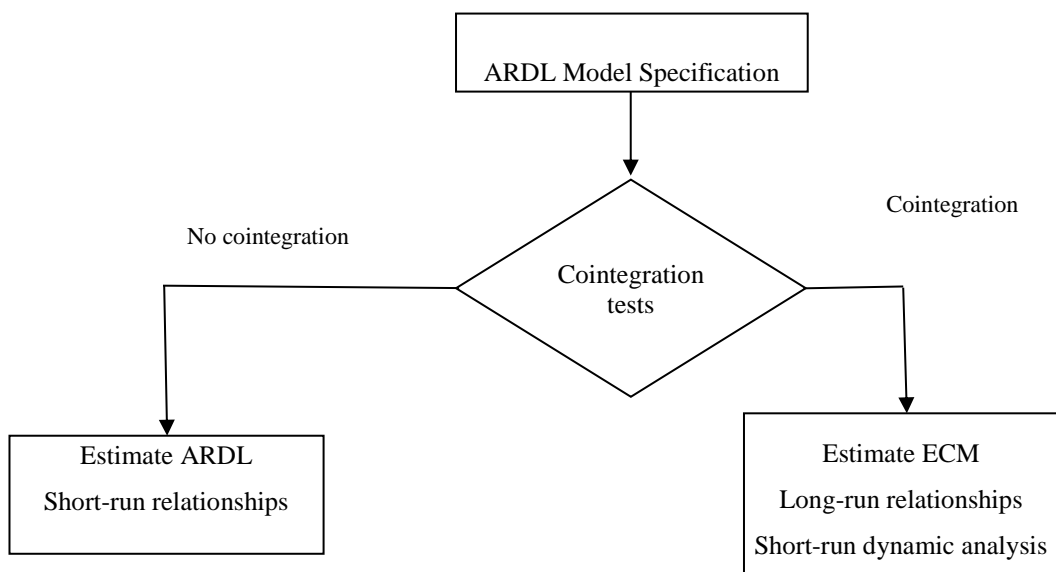 ARDL Model Specification
Cointegration
No cointegration
Cointegration
tests
Estimate ARDL
Short-run relationships
Estimate ECM
Long-run relationships
Short-run dynamic analysis